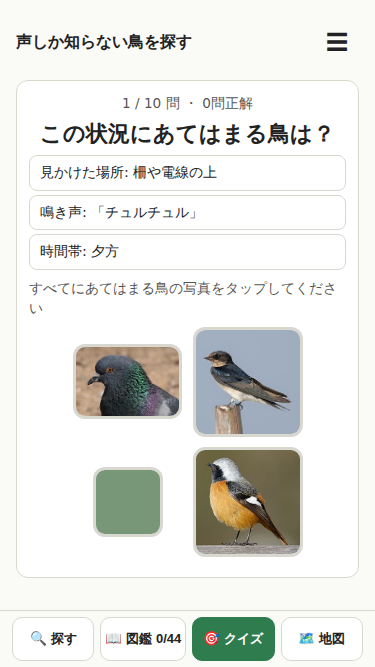 声しか知らない鳥を探す
☰
1 / 10 問 ・ 0問正解
この状況にあてはまる鳥は？
見かけた場所: 柵や電線の上
鳴き声: 「チュルチュル」
時間帯: 夕方
すべてにあてはまる鳥の写真をタップしてくださ
い
🔍 探す
📖 図鑑 0/44
🎯 クイズ
🗺️ 地図